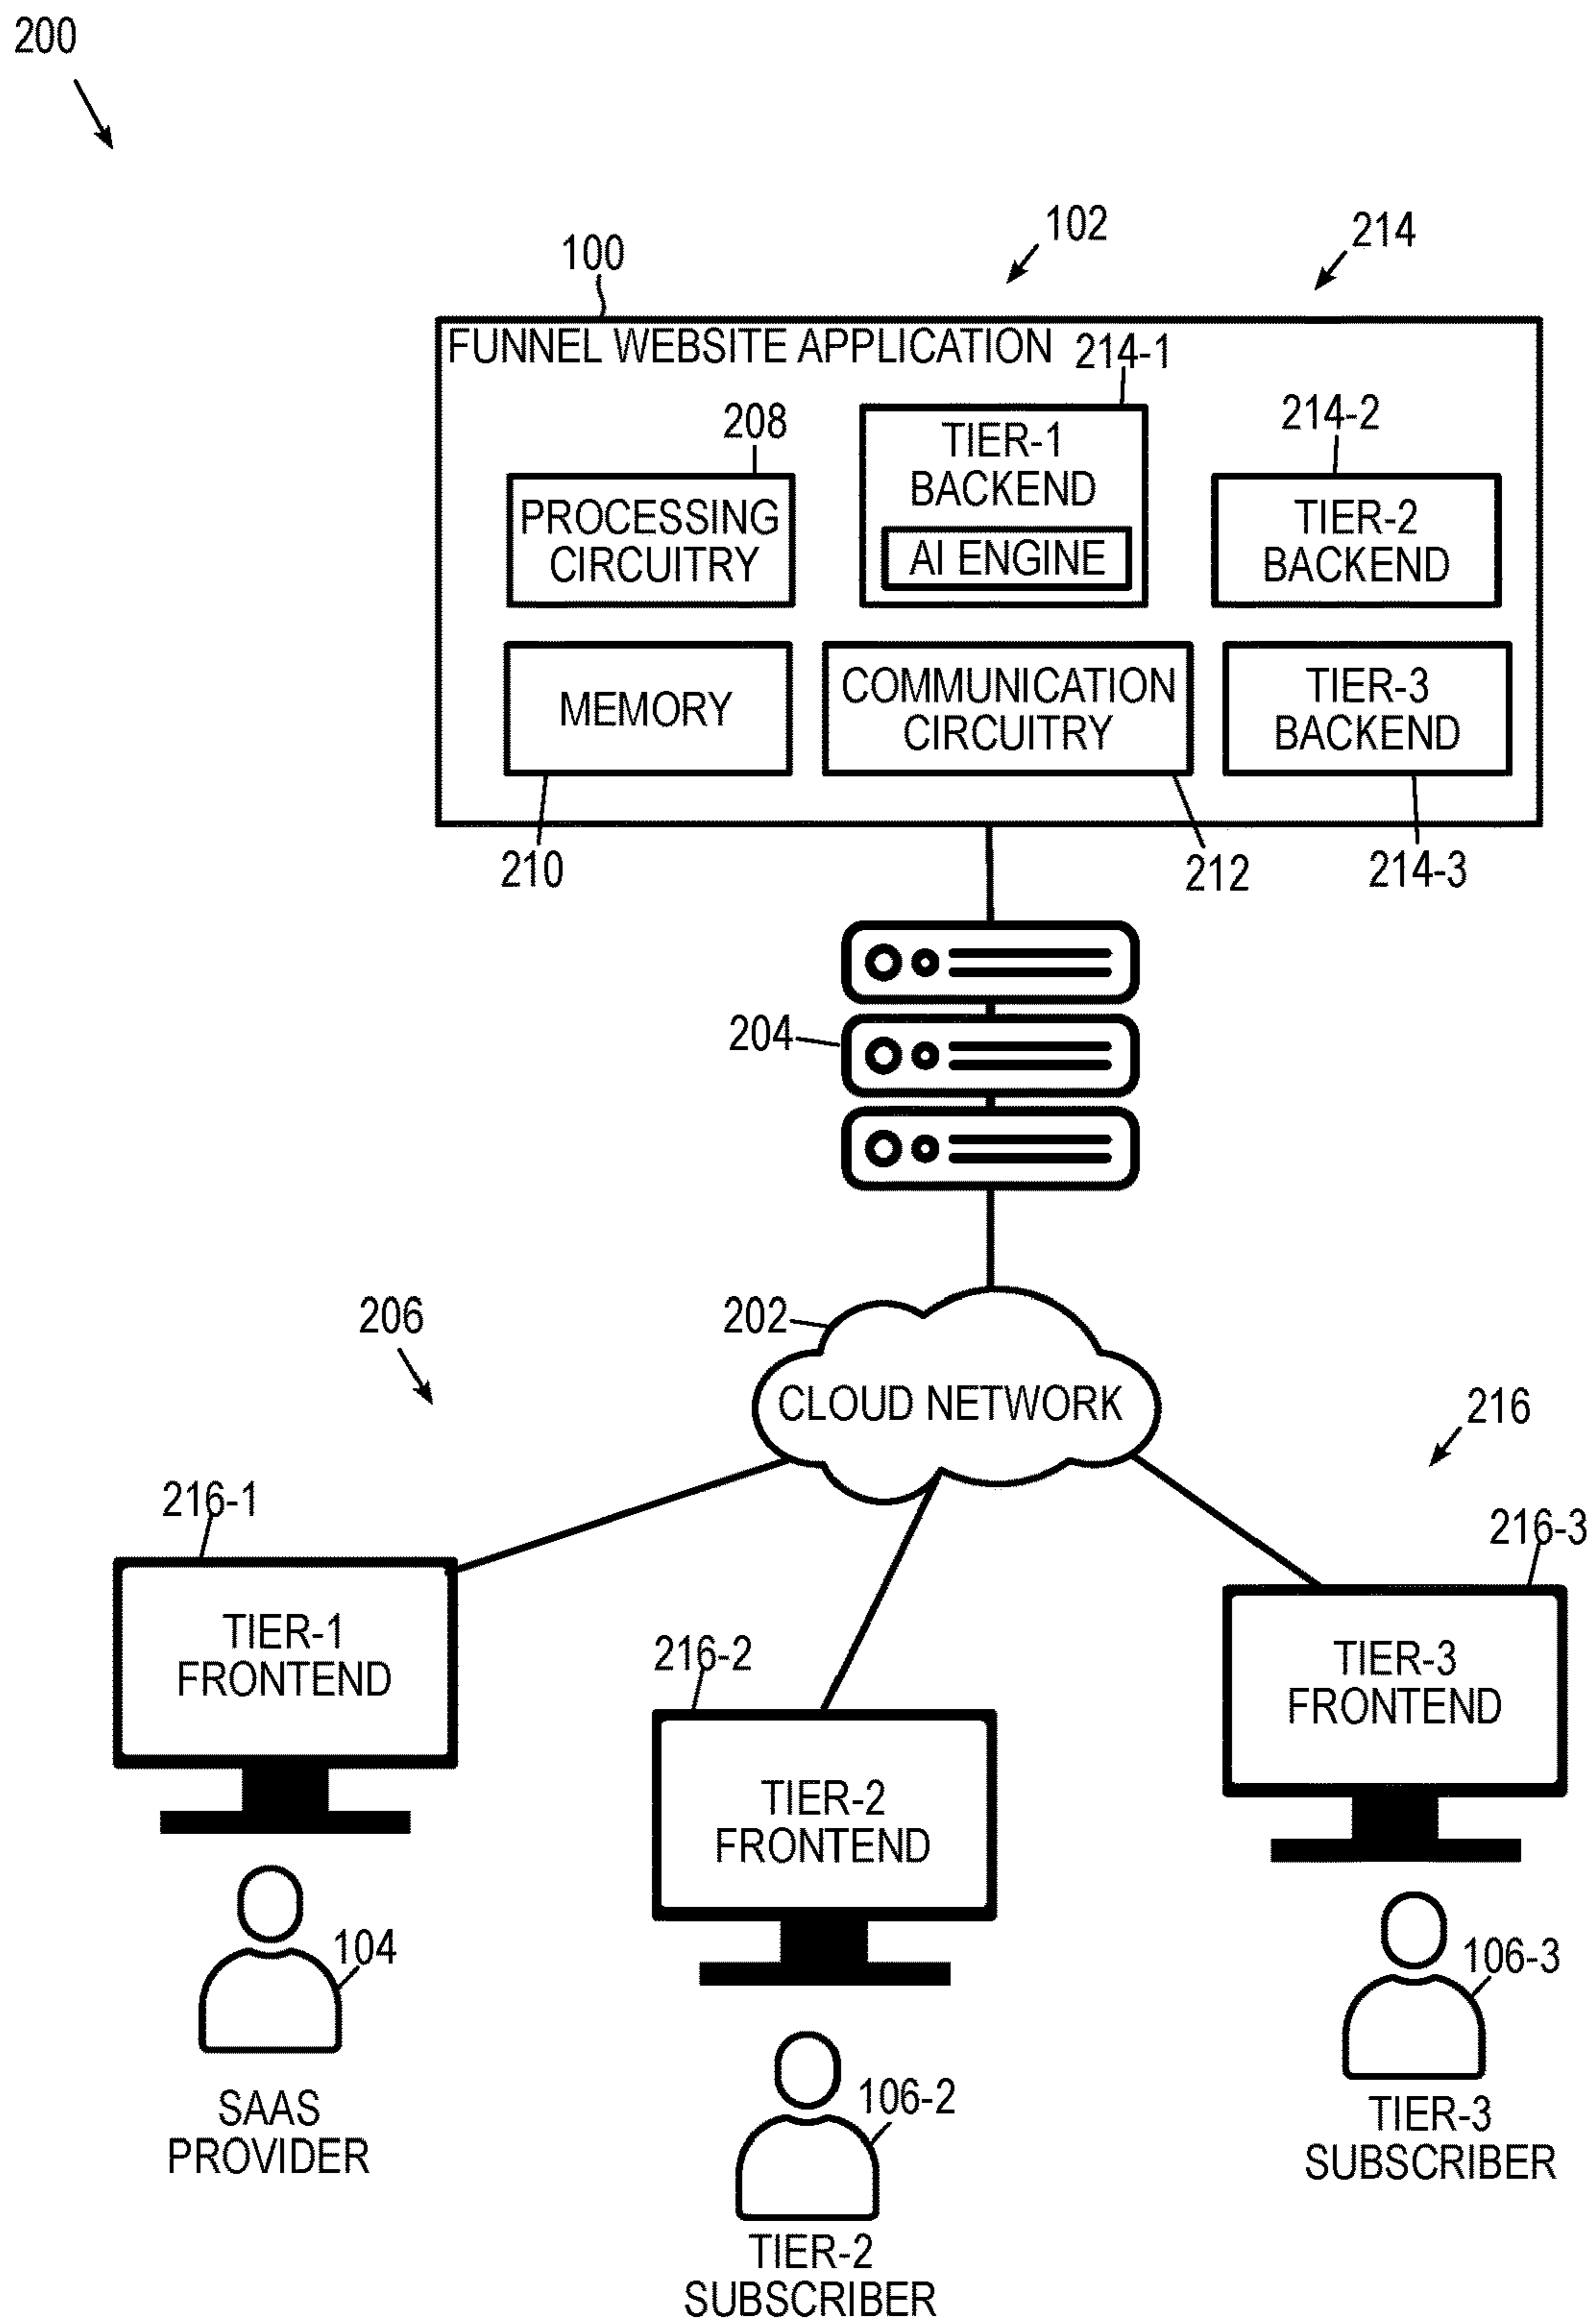 200
102
214
100
FUNNEL WEBSITE APPLICATION
214-1
208
214-2
TIER-1
BACKEND
AI ENGINE
PROCESSING
CIRCUITRY
TIER-2
BACKEND
MEMORY
COMMUNICATION
CIRCUITRY
TIER-3
BACKEND
210
212
214-3
204
202
206
CLOUD NETWORK
216
216-1
216-3
TIER-1
FRONTEND
216-2
TIER-3
FRONTEND
TIER-2
FRONTEND
104
106-3
SAAS
PROVIDER
106-2
TIER-3
SUBSCRIBER
TIER-2
SUBSCRIBER